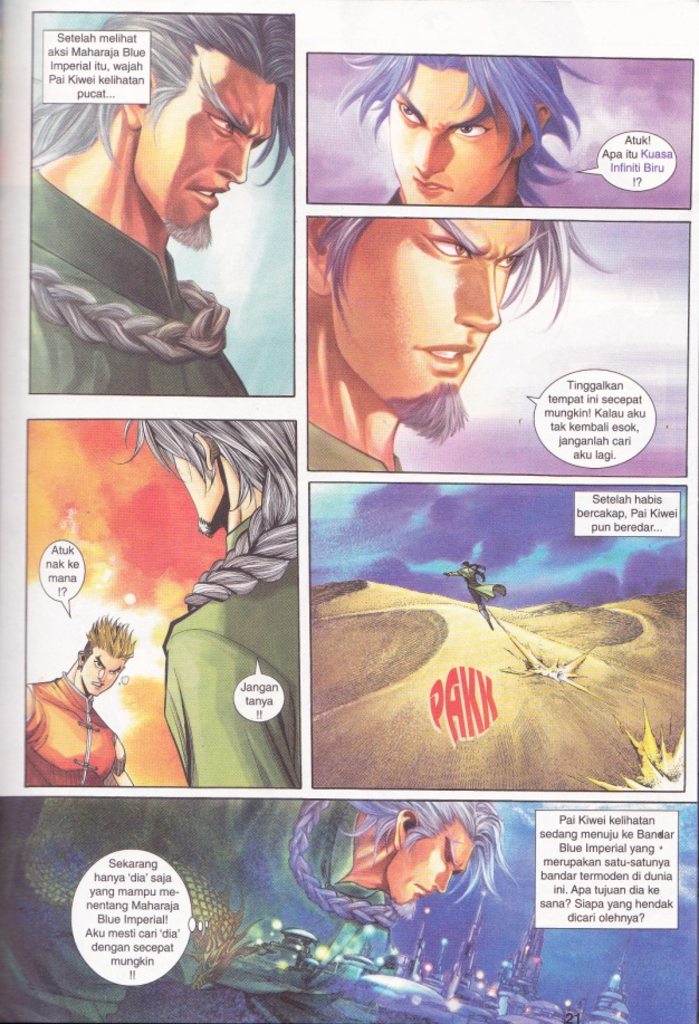 Setelah melihat
aksi Maharaja Blue
Imperial itu, wajah
Pai Kiwei kelihatan
pucat...
Atuk!
Apa itu Kuasa
Infiniti Biru
!?
Tinggalkan
tempat ini secepat
mungkin! Kalau aku
tak kembali esok,
janganlah cari
aku lagi.
Atuk
nak ke
mana
!?
Jangan
tanya
!!
Setelah habis
bercakap, Pai Kiwei
pun beredar...
PAKK
Sekarang
hanya 'dia' saja
yang mampu me-
nentang Maharaja
Blue Imperial!
Aku mesti cari 'dia'
dengan secepat
mungkin
!!
Pai Kiwei kelihatan
sedang menuju ke Bandar
Blue Imperial yang
merupakan satu-satunya
bandar termoden di dunia
ini. Apa tujuan dia ke
sana? Siapa yang hendak
dicari olehnya?
21